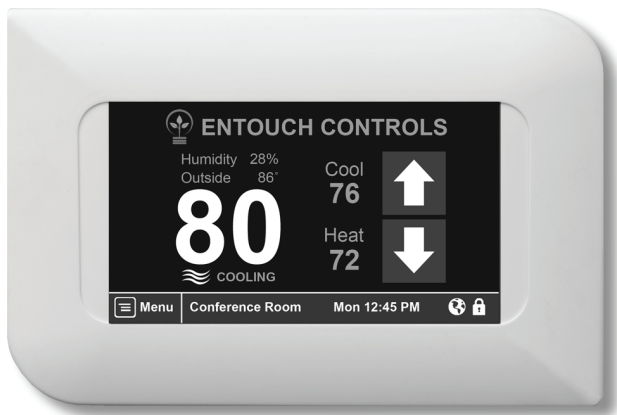 ENTOUCH CONTROLS
Humidity 28%
Outside 86°
80
COOLING
Cool
76
Heat
72
Menu
Conference Room
Mon 12:45 PM